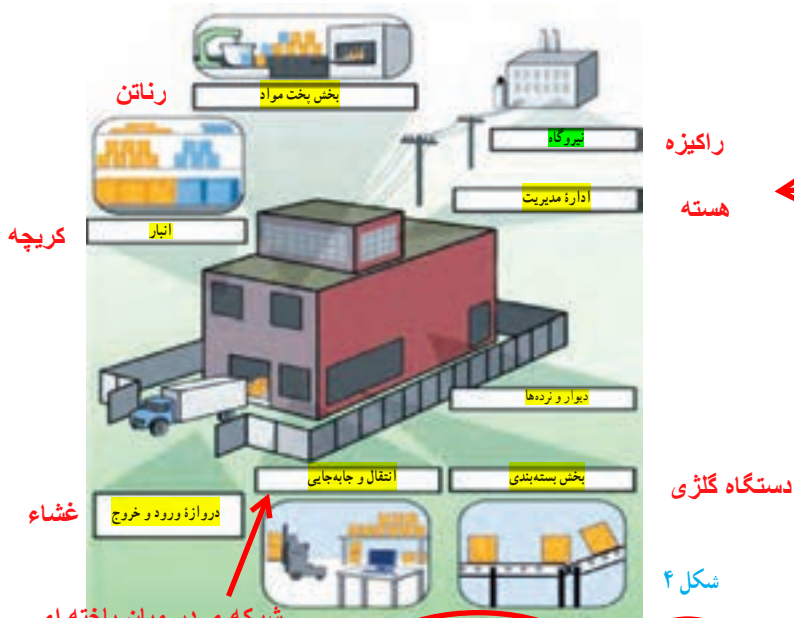 بخش پخت مواد
رناتن
نیروگاه
راکیزه
ادارهٔ مدیریت
هسته
انبار
کریچه
دیوار و نرده‌ها
انتقال و جابه‌جایی
بخش بسته‌بندی
دستگاه گلژی
دروازهٔ ورود و خروج
غشاء
شکل ۴